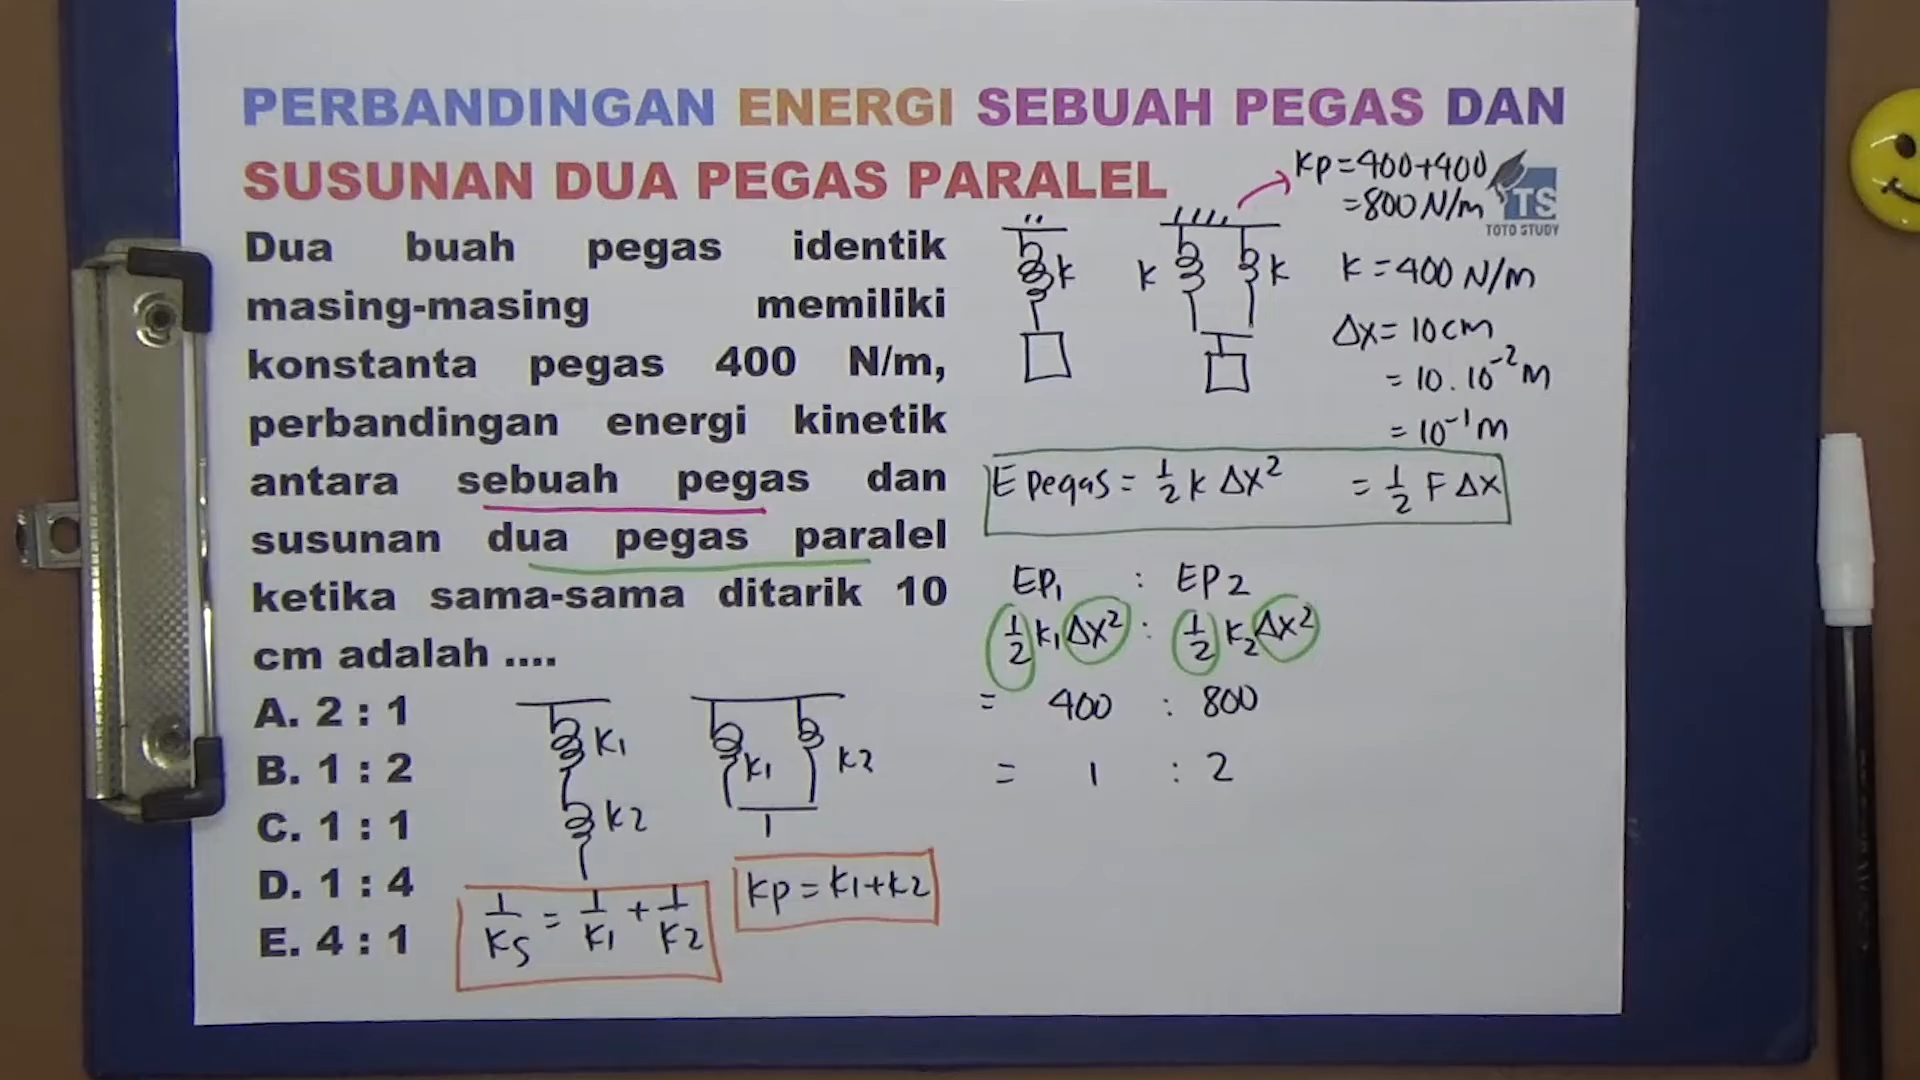 PERBANDINGAN ENERGI SEBUAH PEGAS DAN
SUSUNAN DUA PEGAS PARALEL
Dua buah pegas identik
masing-masing memiliki
konstanta pegas 400 N/m,
perbandingan energi kinetik
antara sebuah pegas dan
susunan dua pegas paralel
ketika sama-sama ditarik 10
cm adalah ....
A. 2 : 1
B. 1 : 2
C. 1 : 1
D. 1 : 4
E. 4 : 1
K1
K2
K1
K2
1/Ks = 1/K1 + 1/K2
Kp = K1 + K2
K
K
K
Kp = 400+400
= 800 N/m
TS
TOTO STUDY
K = 400 N/m
Δx = 10 cm
= 10 . 10⁻² M
= 10⁻¹ M
E pegas = 1/2 K Δx² = 1/2 F Δx
EP₁ : EP2
1/2 K₁ Δx² : 1/2 K₂ Δx²
= 400 : 800
= 1 : 2